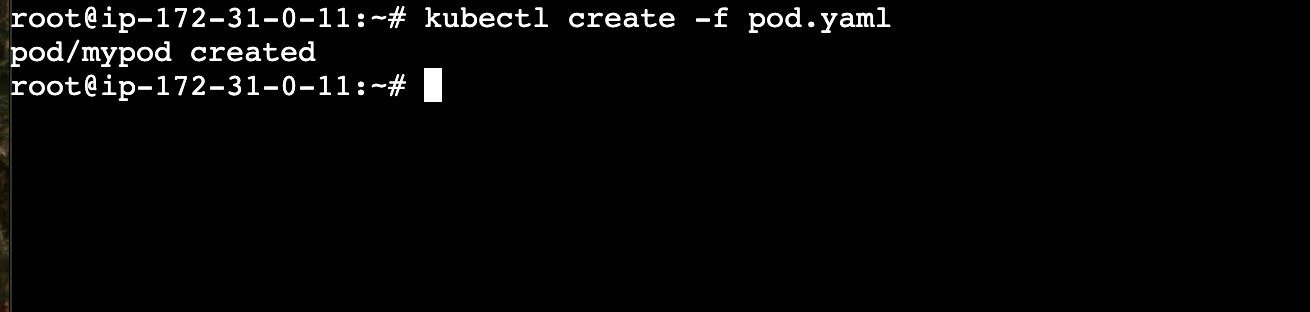 root@ip-172-31-0-11:~# kubectl create -f pod.yaml
pod/mypod created
root@ip-172-31-0-11:~#